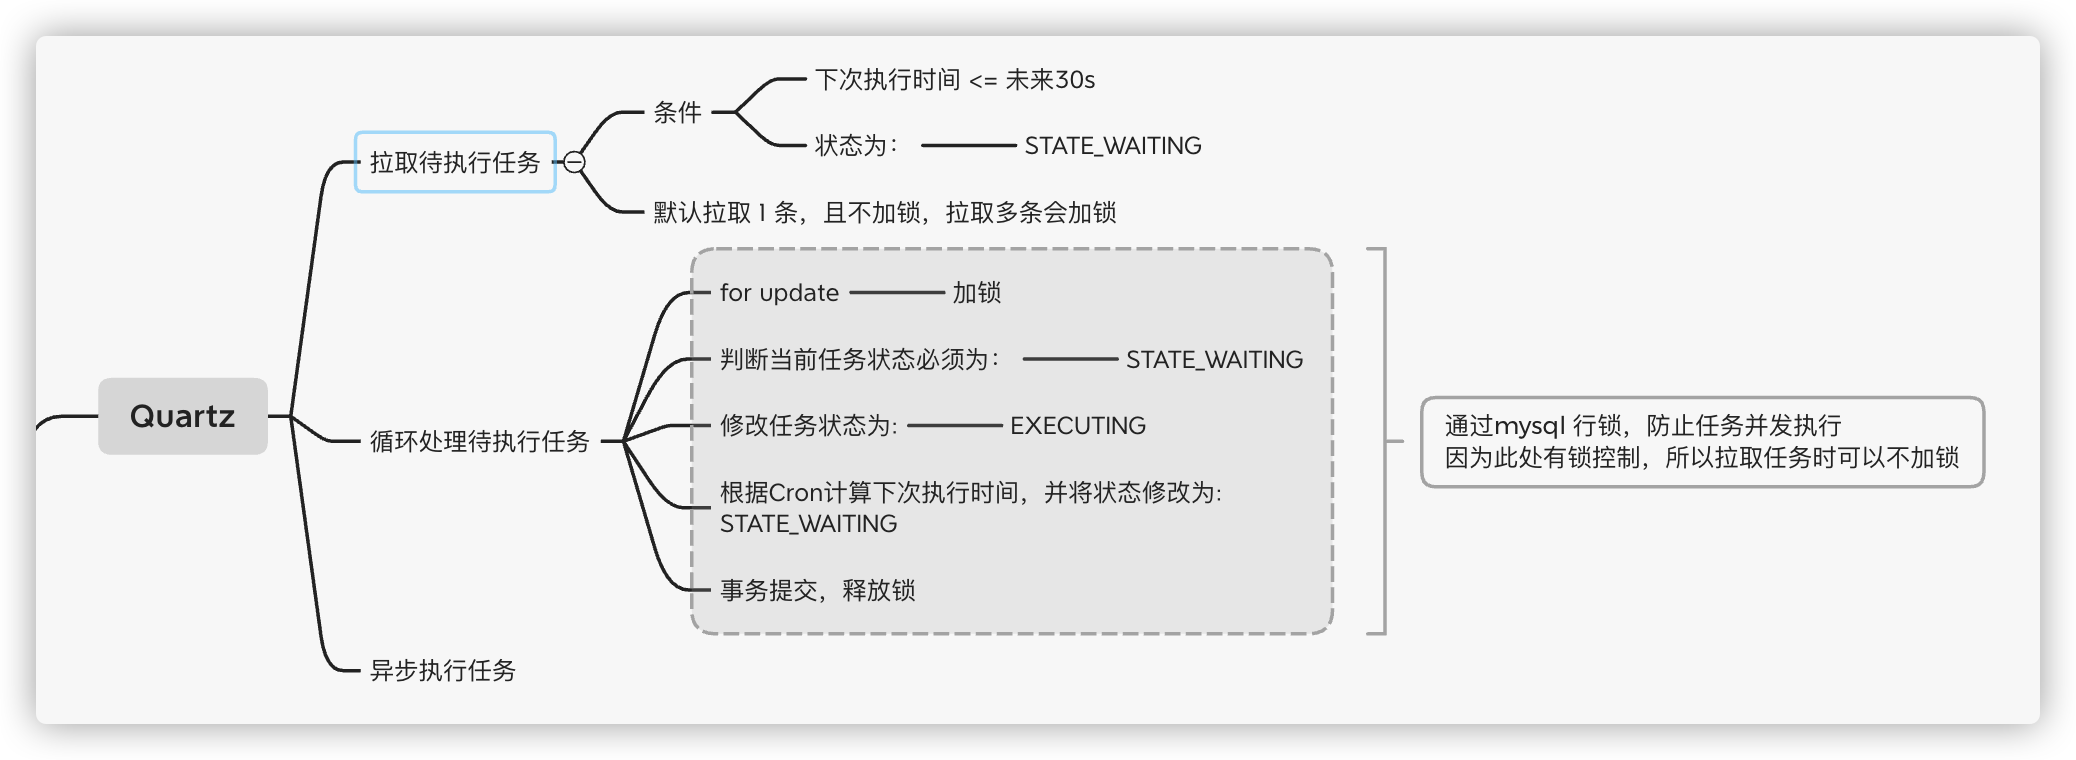 Quartz
拉取待执行任务
条件
下次执行时间 <= 未来30s
状态为：
STATE_WAITING
默认拉取 1 条，且不加锁，拉取多条会加锁
循环处理待执行任务
for update
加锁
判断当前任务状态必须为：
STATE_WAITING
修改任务状态为:
EXECUTING
根据Cron计算下次执行时间，并将状态修改为:
STATE_WAITING
事务提交，释放锁
通过mysql 行锁，防止任务并发执行
因为此处有锁控制，所以拉取任务时可以不加锁
异步执行任务